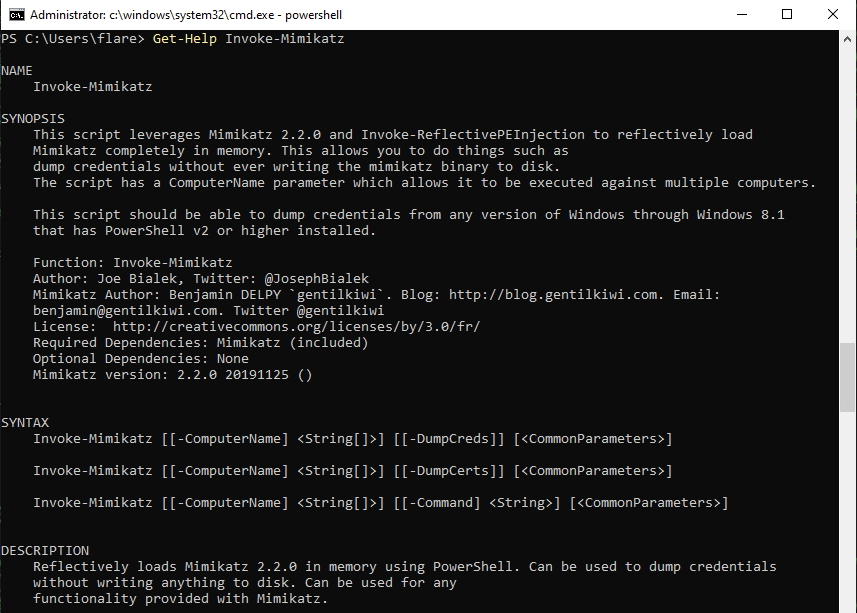 Administrator: c:\windows\system32\cmd.exe - powershell
PS C:\Users\flare> Get-Help Invoke-Mimikatz
NAME
Invoke-Mimikatz
SYNOPSIS
This script leverages Mimikatz 2.2.0 and Invoke-ReflectivePEInjection to reflectively load
Mimikatz completely in memory. This allows you to do things such as
dump credentials without ever writing the mimikatz binary to disk.
The script has a ComputerName parameter which allows it to be executed against multiple computers.
This script should be able to dump credentials from any version of Windows through Windows 8.1
that has PowerShell v2 or higher installed.
Function: Invoke-Mimikatz
Author: Joe Bialek, Twitter: @JosephBialek
Mimikatz Author: Benjamin DELPY `gentilkiwi`. Blog: http://blog.gentilkiwi.com. Email:
benjamin@gentilkiwi.com. Twitter @gentilkiwi
License:  http://creativecommons.org/licenses/by/3.0/fr/
Required Dependencies: Mimikatz (included)
Optional Dependencies: None
Mimikatz version: 2.2.0 20191125 ()
SYNTAX
Invoke-Mimikatz [[-ComputerName] <String[]>] [[-DumpCreds]] [<CommonParameters>]
Invoke-Mimikatz [[-ComputerName] <String[]>] [[-DumpCerts]] [<CommonParameters>]
Invoke-Mimikatz [[-ComputerName] <String[]>] [[-Command] <String>] [<CommonParameters>]
DESCRIPTION
Reflectively loads Mimikatz 2.2.0 in memory using PowerShell. Can be used to dump credentials
without writing anything to disk. Can be used for any
functionality provided with Mimikatz.